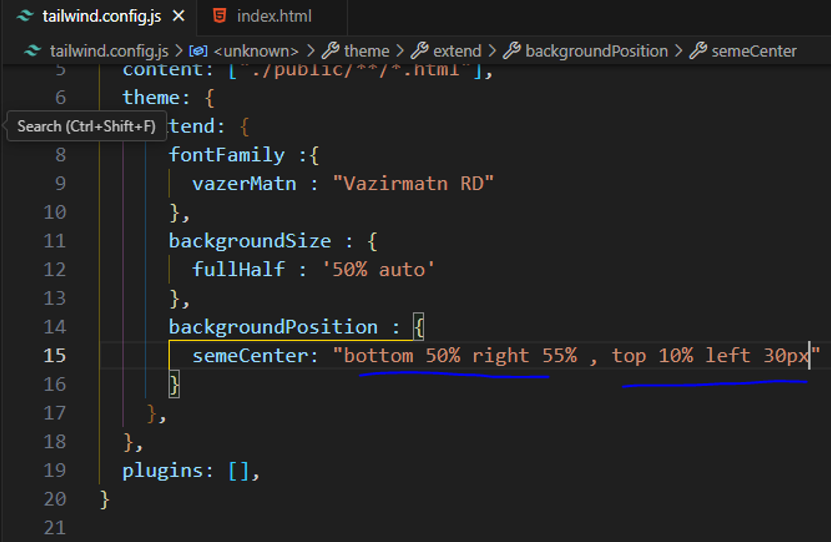 tailwind.config.js × index.html
tailwind.config.js > <unknown> > theme > extend > backgroundPosition > semeCenter
5 content: ["./public/**/*.html"],
6 theme: {
Search (Ctrl+Shift+F) tend: {
8 fontFamily :{
9 vazerMatn : "Vazirmatn RD"
10 },
11 backgroundSize : {
12 fullHalf : '50% auto'
13 },
14 backgroundPosition : {
15 semeCenter: "bottom 50% right 55% , top 10% left 30px"
16 }
17 },
18 },
19 plugins: [],
20 }
21